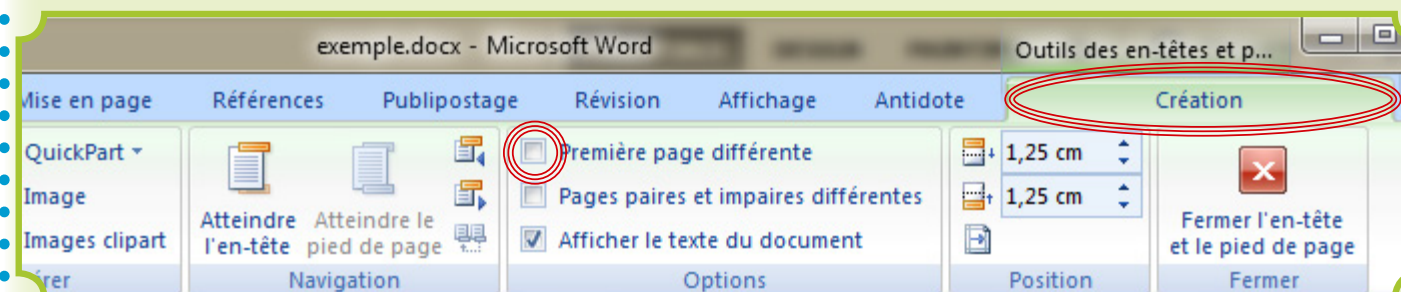 exemple.docx - Microsoft Word
Outils des en-têtes et p...
Mise en page Références Publipostage Révision Affichage Antidote Création
QuickPart
Image
Images clipart
Atteindre l'en-tête
Atteindre le pied de page
Navigation
Première page différente
Pages paires et impaires différentes
Afficher le texte du document
Options
1,25 cm
1,25 cm
Position
Fermer l'en-tête
et le pied de page
Fermer